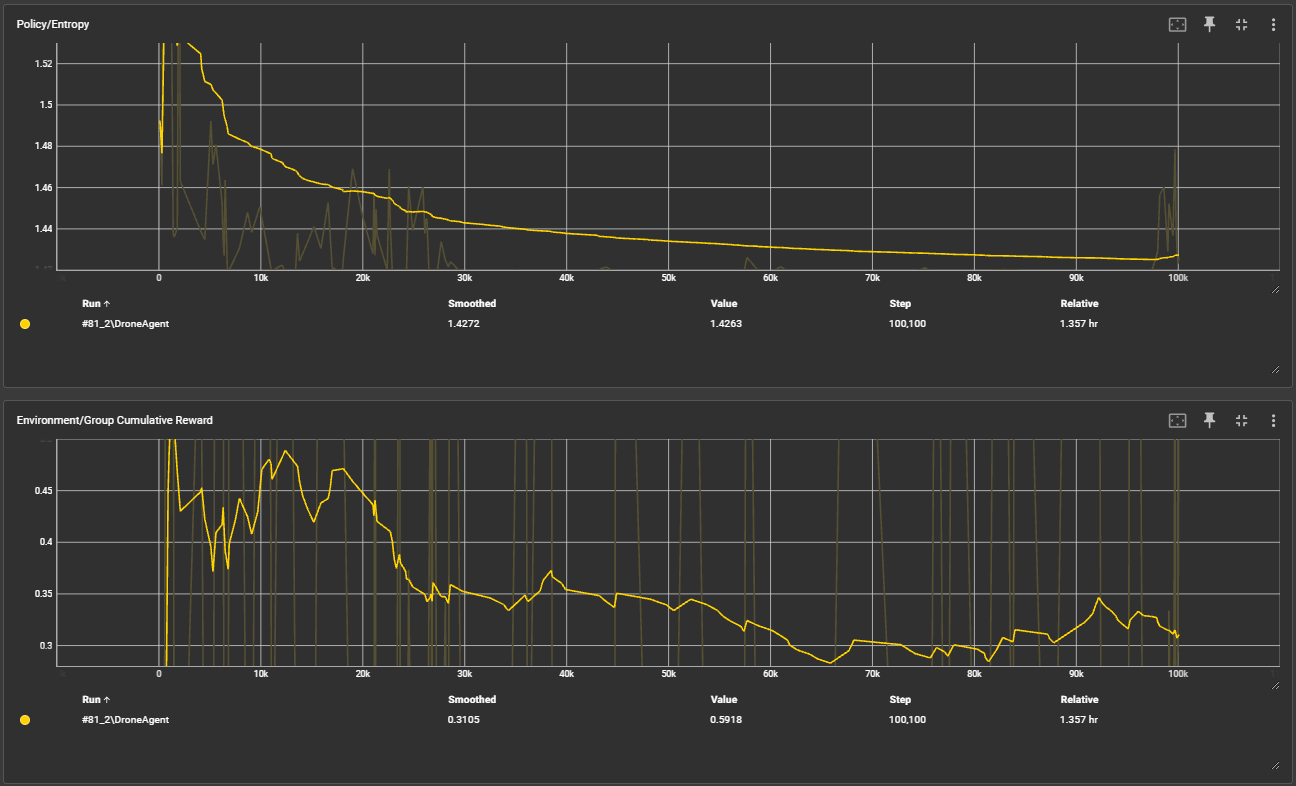 Policy/Entropy
1.52
1.5
1.48
1.46
1.44
0 10k 20k 30k 40k 50k 60k 70k 80k 90k 100k
Run ↑ Smoothed Value Step Relative
#81_2\DroneAgent 1.4272 1.4263 100,100 1.357 hr
Environment/Group Cumulative Reward
0.45
0.4
0.35
0.3
0 10k 20k 30k 40k 50k 60k 70k 80k 90k 100k
Run ↑ Smoothed Value Step Relative
#81_2\DroneAgent 0.3105 0.5918 100,100 1.357 hr